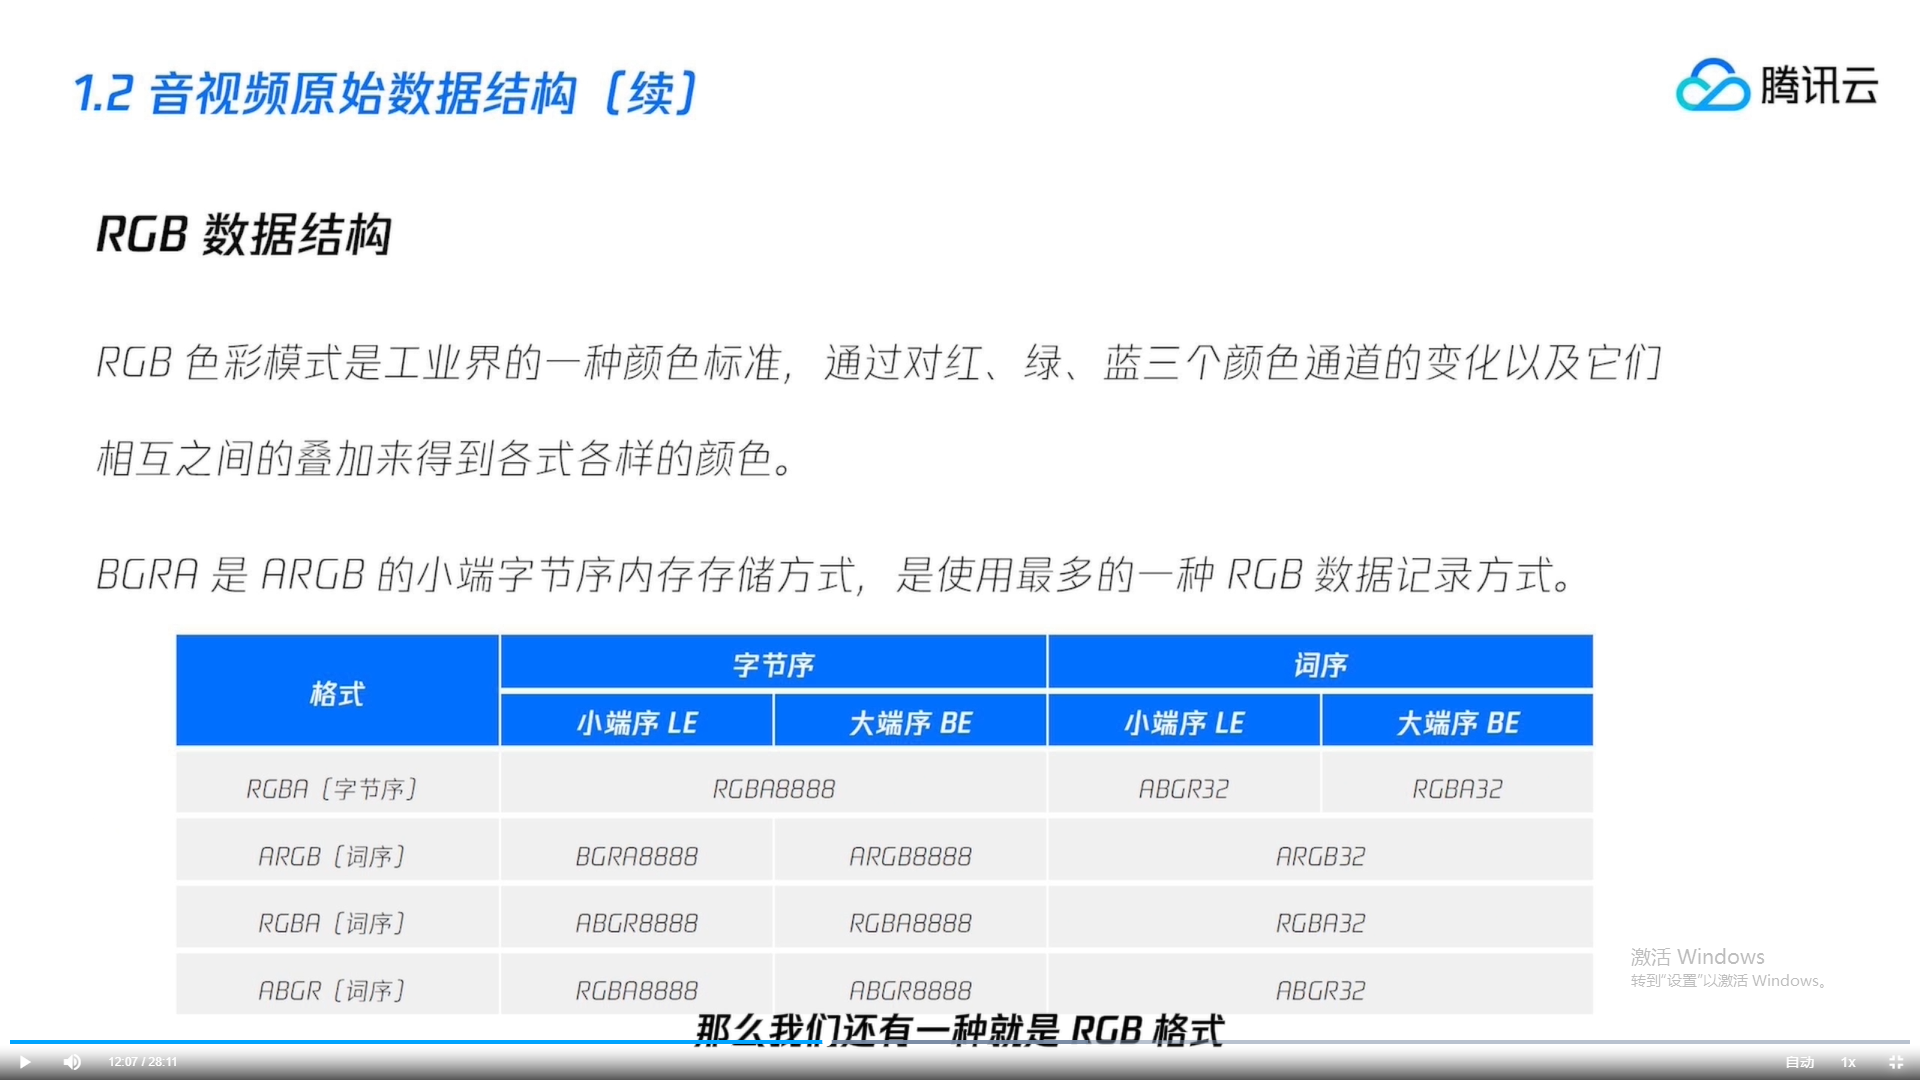 1.2 音视频原始数据结构〔续〕
腾讯云
RGB 数据结构
RGB 色彩模式是工业界的一种颜色标准，通过对红、绿、蓝三个颜色通道的变化以及它们
相互之间的叠加来得到各式各样的颜色。
BGRA 是 ARGB 的小端字节序内存存储方式，是使用最多的一种 RGB 数据记录方式。
格式 字节序 词序
小端序 LE 大端序 BE 小端序 LE 大端序 BE
RGBA〔字节序〕 RGBA8888 ABGR32 RGBA32
ARGB〔词序〕 BGRA8888 ARGB8888 ARGB32
RGBA〔词序〕 ABGR8888 RGBA8888 RGBA32
ABGR〔词序〕 RGBA8888 ABGR8888 ABGR32
激活 Windows
转到“设置”以激活 Windows。
那么我们还有一种就是 RGB 格式
12:07 / 28:11 自动 1x